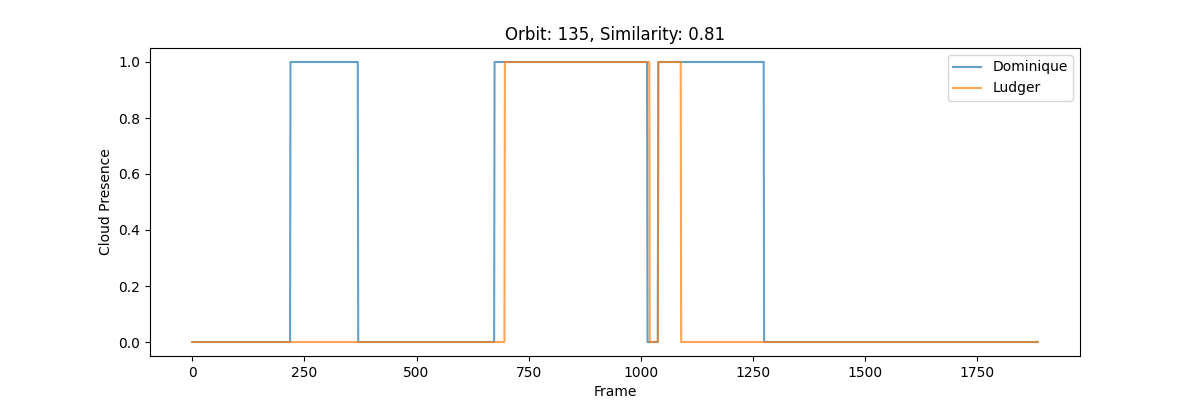 Orbit: 135, Similarity: 0.81
Dominique
Ludger
Cloud Presence
1.0
0.8
0.6
0.4
0.2
0.0
0 250 500 750 1000 1250 1500 1750
Frame